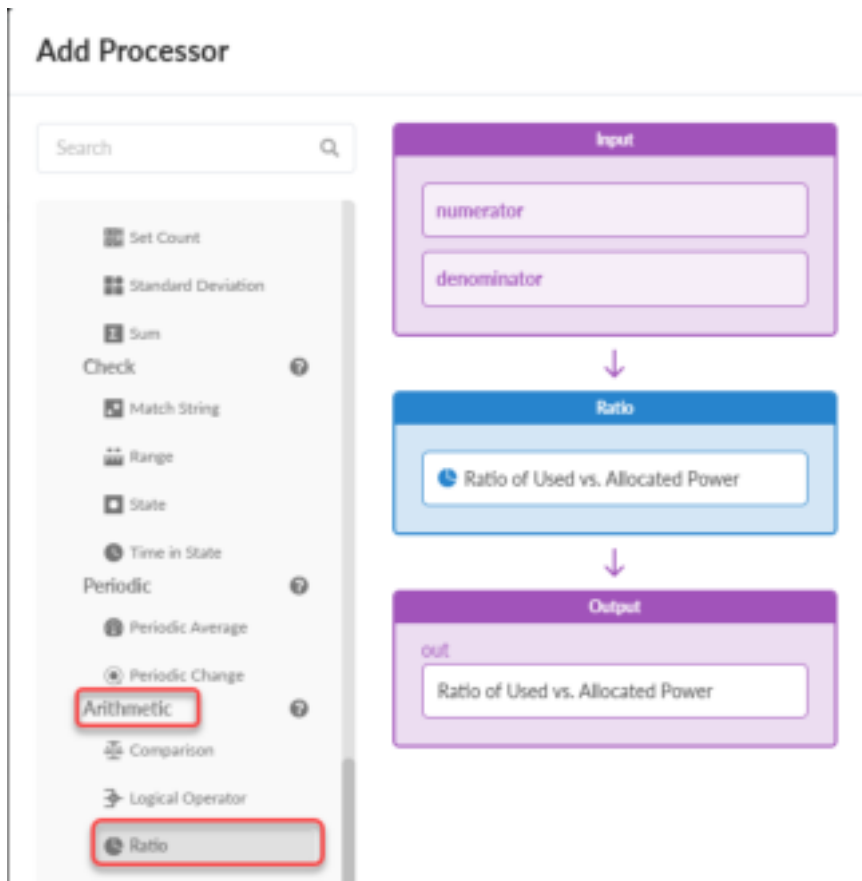 Add Processor
Search
Set Count
Standard Deviation
Sum
Check
Match String
Range
State
Time in State
Periodic
Periodic Average
Periodic Change
Arithmetic
Comparison
Logical Operator
Ratio
Input
numerator
denominator
Ratio
Ratio of Used vs. Allocated Power
Output
out
Ratio of Used vs. Allocated Power